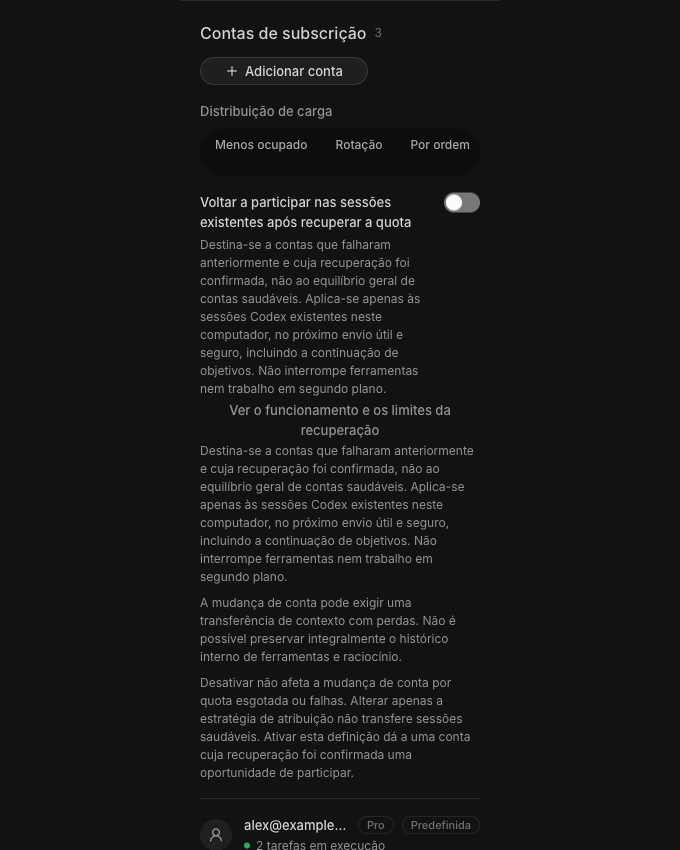 Contas de subscrição 3
+ Adicionar conta
Distribuição de carga
Menos ocupado Rotação Por ordem
Voltar a participar nas sessões
existentes após recuperar a quota
Destina-se a contas que falharam
anteriormente e cuja recuperação foi
confirmada, não ao equilíbrio geral de
contas saudáveis. Aplica-se apenas às
sessões Codex existentes neste
computador, no próximo envio útil e
seguro, incluindo a continuação de
objetivos. Não interrompe ferramentas
nem trabalho em segundo plano.
Ver o funcionamento e os limites da
recuperação
Destina-se a contas que falharam anteriormente
e cuja recuperação foi confirmada, não ao
equilíbrio geral de contas saudáveis. Aplica-se
apenas às sessões Codex existentes neste
computador, no próximo envio útil e seguro,
incluindo a continuação de objetivos. Não
interrompe ferramentas nem trabalho em
segundo plano.
A mudança de conta pode exigir uma
transferência de contexto com perdas. Não é
possível preservar integralmente o histórico
interno de ferramentas e raciocínio.
Desativar não afeta a mudança de conta por
quota esgotada ou falhas. Alterar apenas a
estratégia de atribuição não transfere sessões
saudáveis. Ativar esta definição dá a uma conta
cuja recuperação foi confirmada uma
oportunidade de participar.
alex@example... Pro Predefinida
2 tarefas em execução